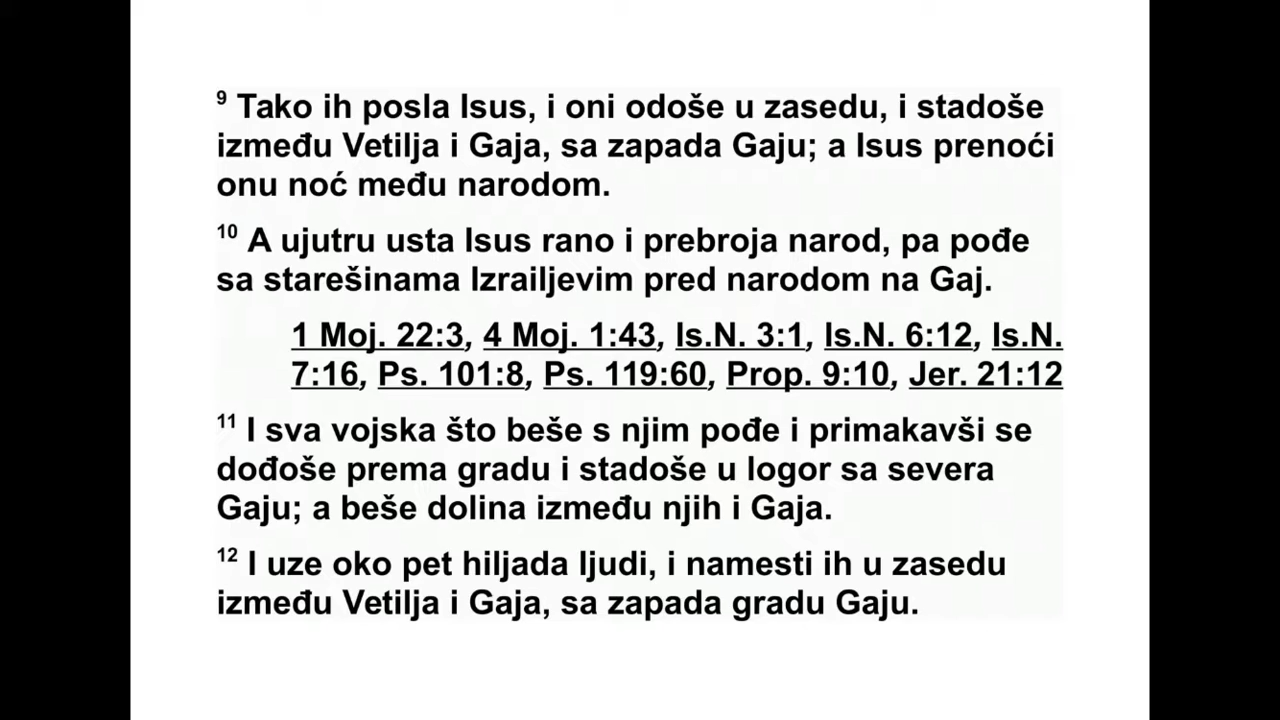 9 Tako ih posla Isus, i oni odoše u zasedu, i stadoše
između Vetilja i Gaja, sa zapada Gaju; a Isus prenoći
onu noć među narodom.
10 A ujutru usta Isus rano i prebroja narod, pa pođe
sa starešinama Izrailjevim pred narodom na Gaj.
1 Moj. 22:3, 4 Moj. 1:43, Is.N. 3:1, Is.N. 6:12, Is.N.
7:16, Ps. 101:8, Ps. 119:60, Prop. 9:10, Jer. 21:12
11 I sva vojska što beše s njim pođe i primakavši se
dođoše prema gradu i stadoše u logor sa severa
Gaju; a beše dolina između njih i Gaja.
12 I uze oko pet hiljada ljudi, i namesti ih u zasedu
između Vetilja i Gaja, sa zapada gradu Gaju.